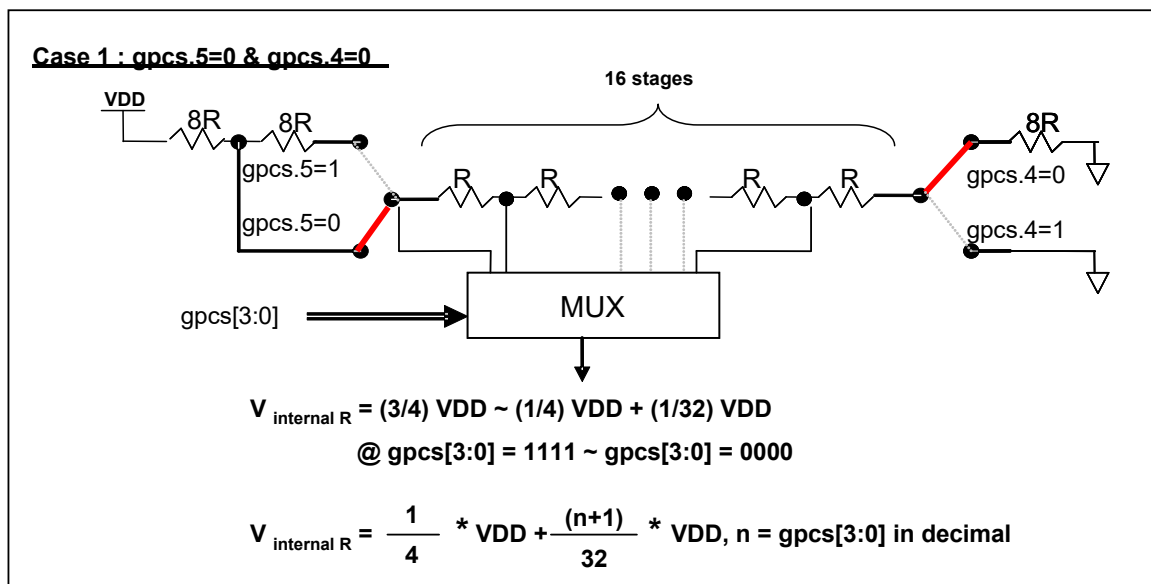 Case 1 : gpcs.5=0 & gpcs.4=0
16 stages
VDD
8R 8R 8R
gpcs.5=1
R R R R
gpcs.4=0
gpcs.5=0
gpcs.4=1
MUX
gpcs[3:0]
V internal R = (3/4) VDD ~ (1/4) VDD + (1/32) VDD
@ gpcs[3:0] = 1111 ~ gpcs[3:0] = 0000
V internal R = 1/4 * VDD + (n+1)/32 * VDD, n = gpcs[3:0] in decimal